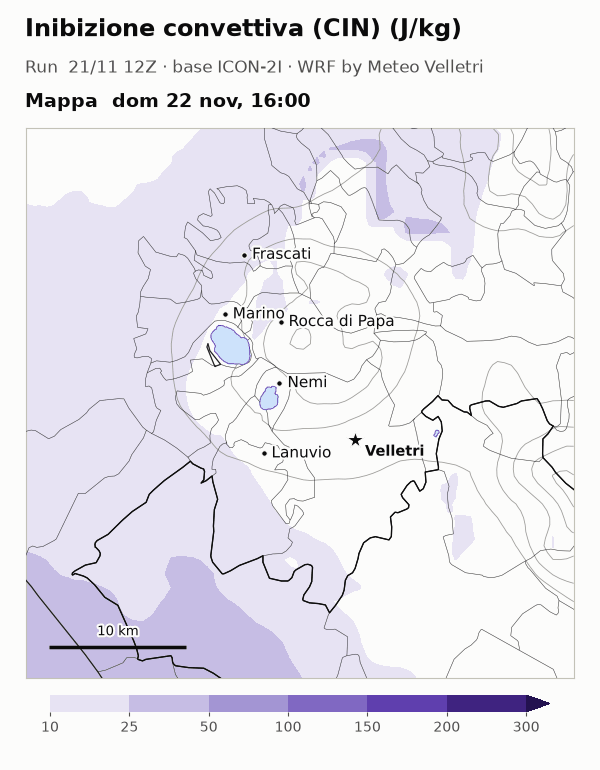 Inibizione convettiva (CIN) (J/kg)
Run  21/11 12Z · base ICON-2I · WRF by Meteo Velletri
Mappa  dom 22 nov, 16:00
Frascati
Marino
Rocca di Papa
Nemi
Velletri
Lanuvio
10 km
10 25 50 100 150 200 300